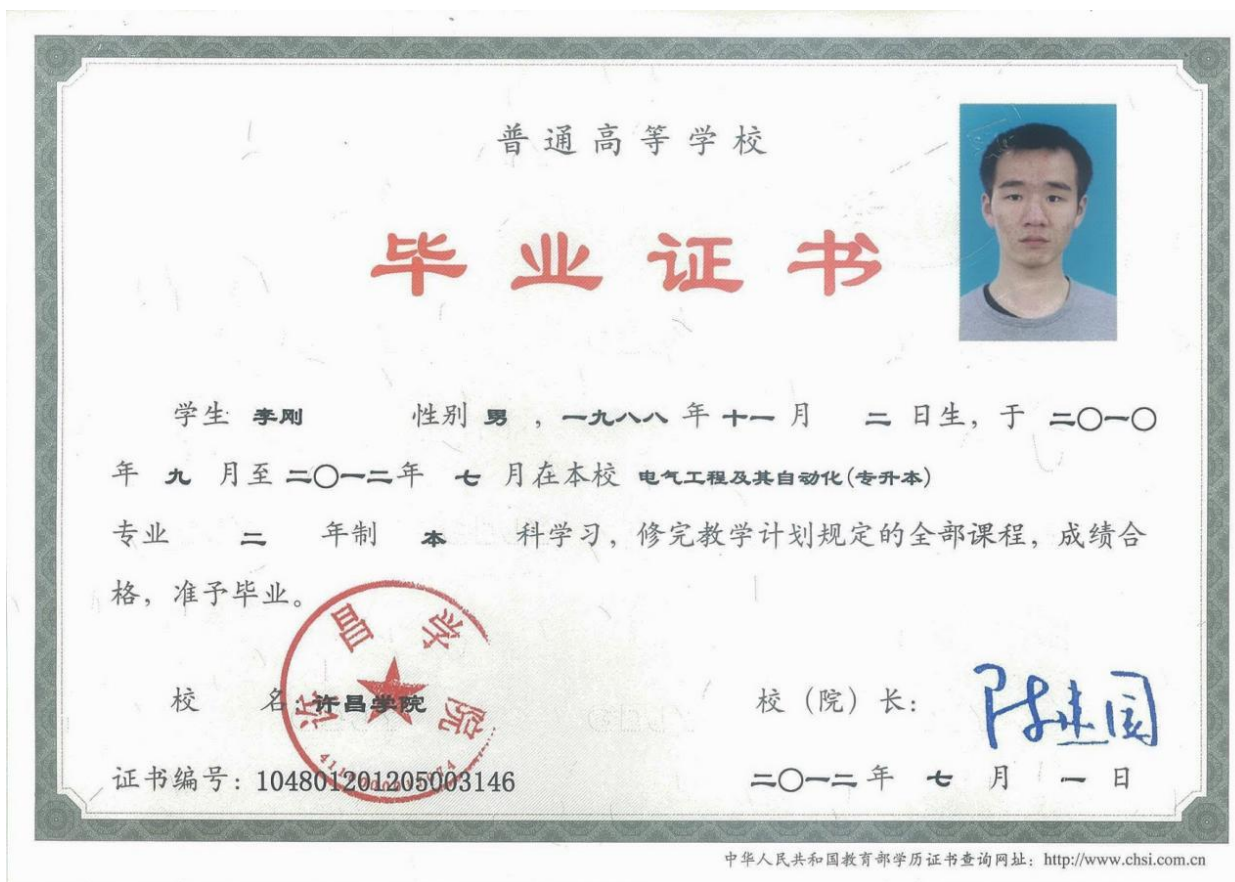 普通高等学校
毕业证书
学生 李刚 性别 男 ，一九八八 年 十一 月 二 日生，于 二〇一〇
年 九 月至 二〇一二年 七 月在本校 电气工程及其自动化(专升本)
专业 二 年制 本 科学习，修完教学计划规定的全部课程，成绩合
格，准予毕业。
许昌学院
校 名:许昌学院
校（院）长：陈建国
证书编号：104801201205003146
二〇一二年 七 月 一 日
中华人民共和国教育部学历证书查询网址：http://www.chsi.com.cn